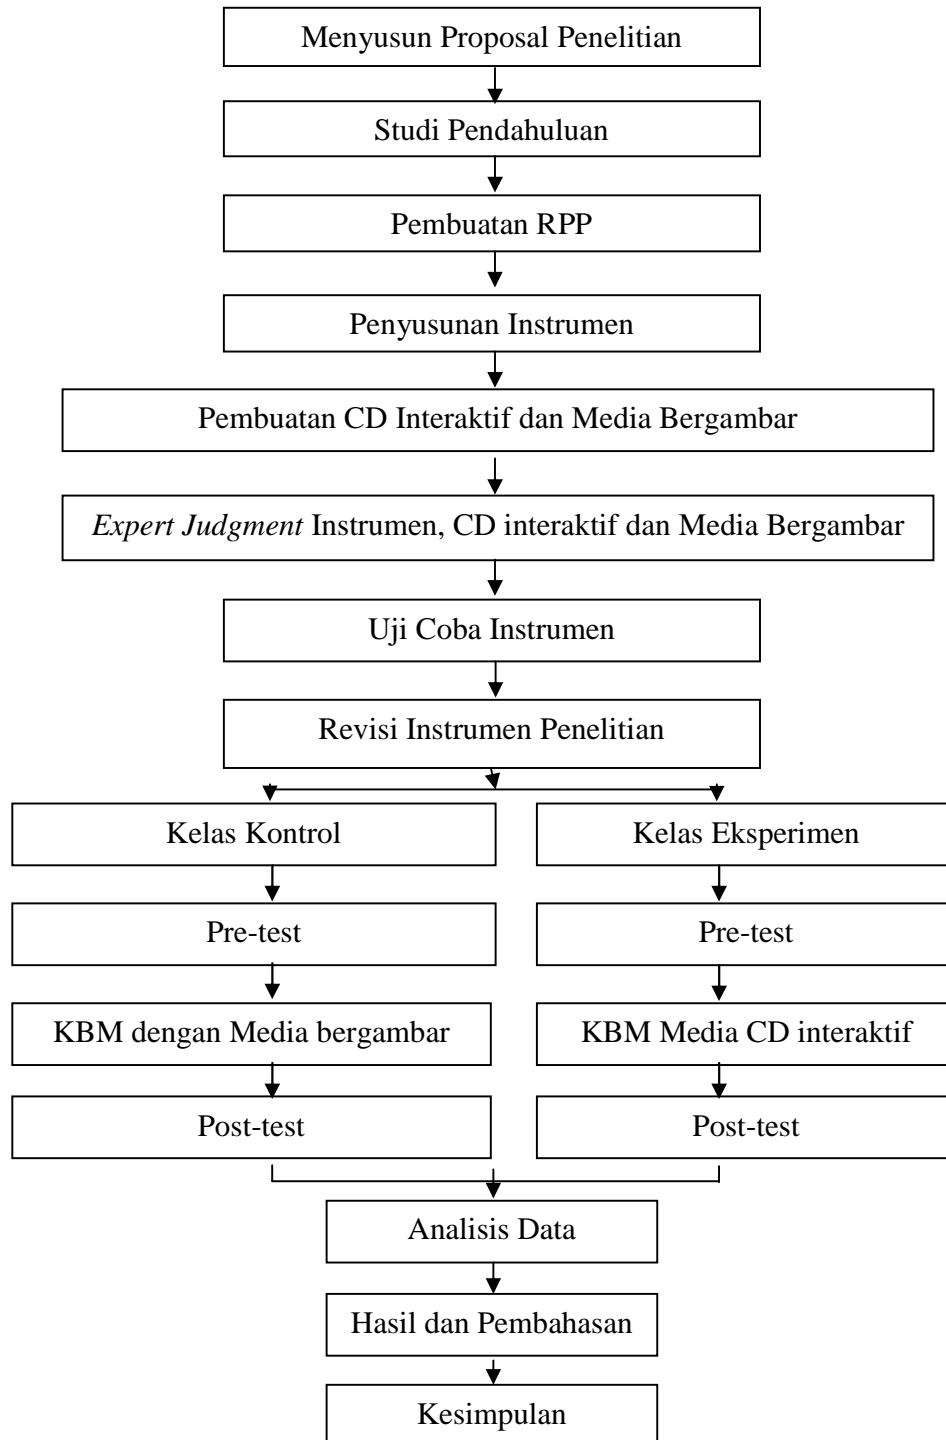 Menyusun Proposal Penelitian
Studi Pendahuluan
Pembuatan RPP
Penyusunan Instrumen
Pembuatan CD Interaktif dan Media Bergambar
Expert Judgment Instrumen, CD interaktif dan Media Bergambar
Uji Coba Instrumen
Revisi Instrumen Penelitian
Kelas Kontrol
Kelas Eksperimen
Pre-test
Pre-test
KBM dengan Media bergambar
KBM Media CD interaktif
Post-test
Post-test
Analisis Data
Hasil dan Pembahasan
Kesimpulan